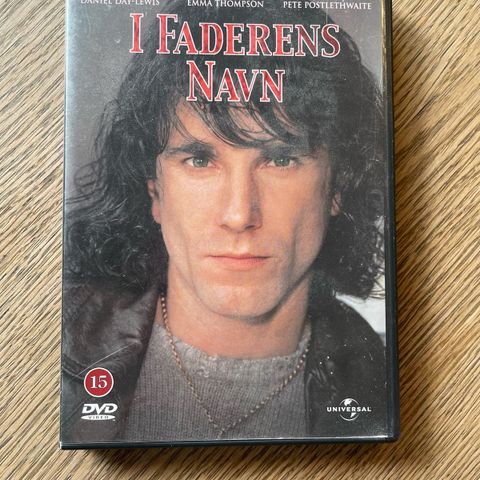 DANIEL DAY-LEWIS EMMA THOMPSON PETE POSTLETHWAITE
I FADERENS
NAVN
15
DVD
VIDEO
UNIVERSAL